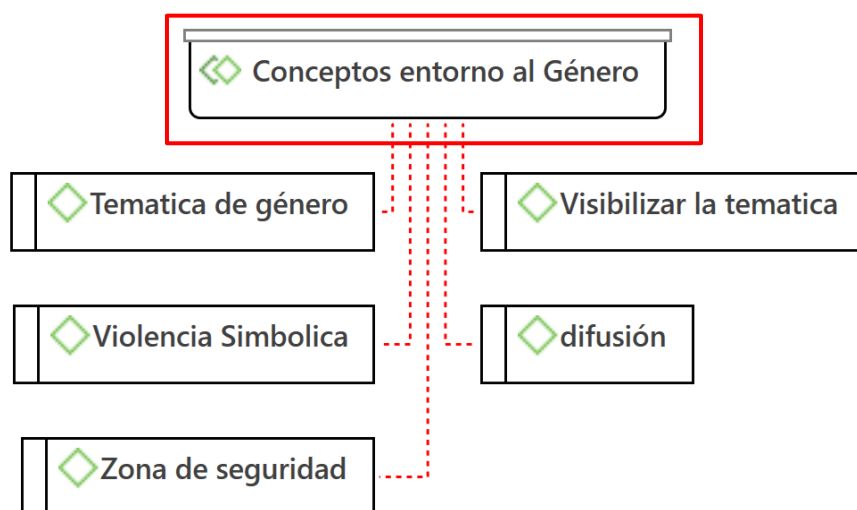 Conceptos entorno al Género
Tematica de género
Visibilizar la tematica
Violencia Simbolica
difusión
Zona de seguridad